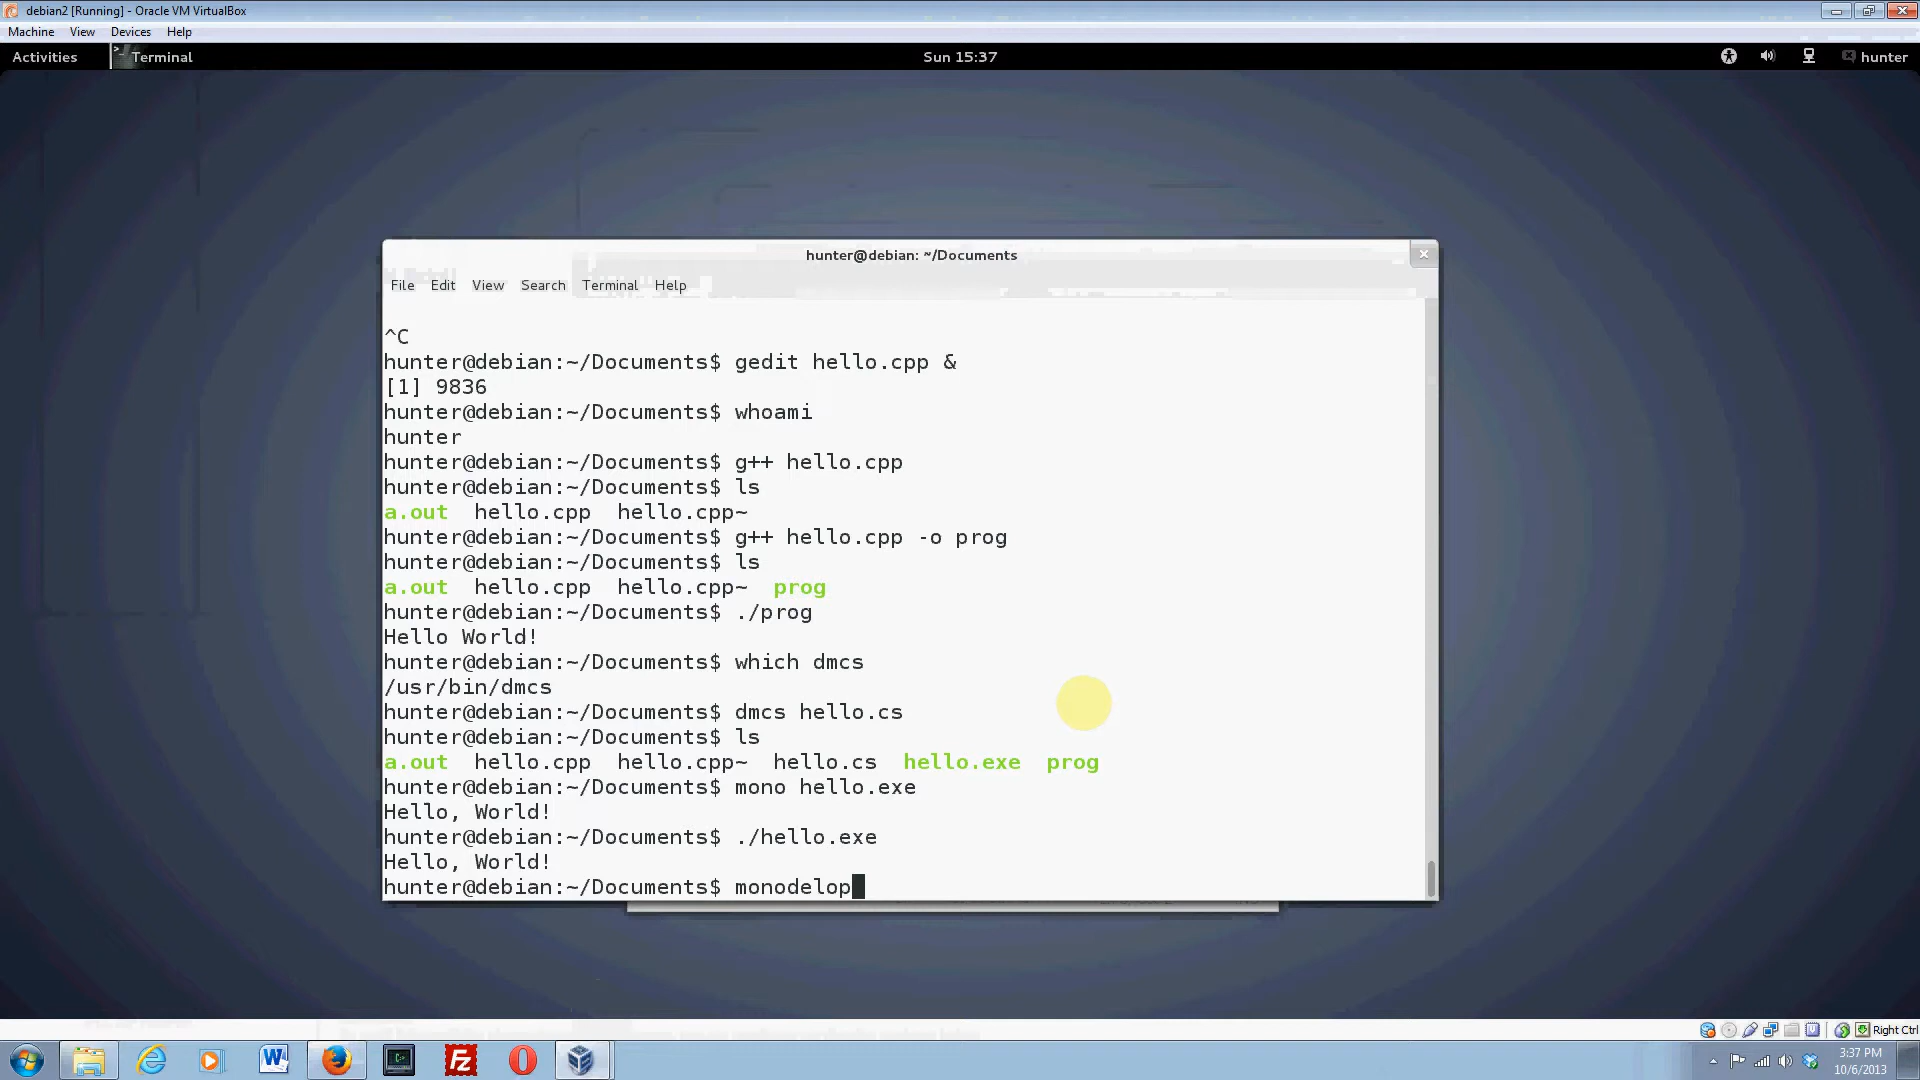 debian2 [Running] - Oracle VM VirtualBox
Machine View Devices Help
Activities Terminal Sun 15:37 hunter
hunter@debian: ~/Documents
File Edit View Search Terminal Help
^C
hunter@debian:~/Documents$ gedit hello.cpp &
[1] 9836
hunter@debian:~/Documents$ whoami
hunter
hunter@debian:~/Documents$ g++ hello.cpp
hunter@debian:~/Documents$ ls
a.out hello.cpp hello.cpp~
hunter@debian:~/Documents$ g++ hello.cpp -o prog
hunter@debian:~/Documents$ ls
a.out hello.cpp hello.cpp~ prog
hunter@debian:~/Documents$ ./prog
Hello World!
hunter@debian:~/Documents$ which dmcs
/usr/bin/dmcs
hunter@debian:~/Documents$ dmcs hello.cs
hunter@debian:~/Documents$ ls
a.out hello.cpp hello.cpp~ hello.cs hello.exe prog
hunter@debian:~/Documents$ mono hello.exe
Hello, World!
hunter@debian:~/Documents$ ./hello.exe
Hello, World!
hunter@debian:~/Documents$ monodelop
Right Ctrl
3:37 PM
10/6/2013